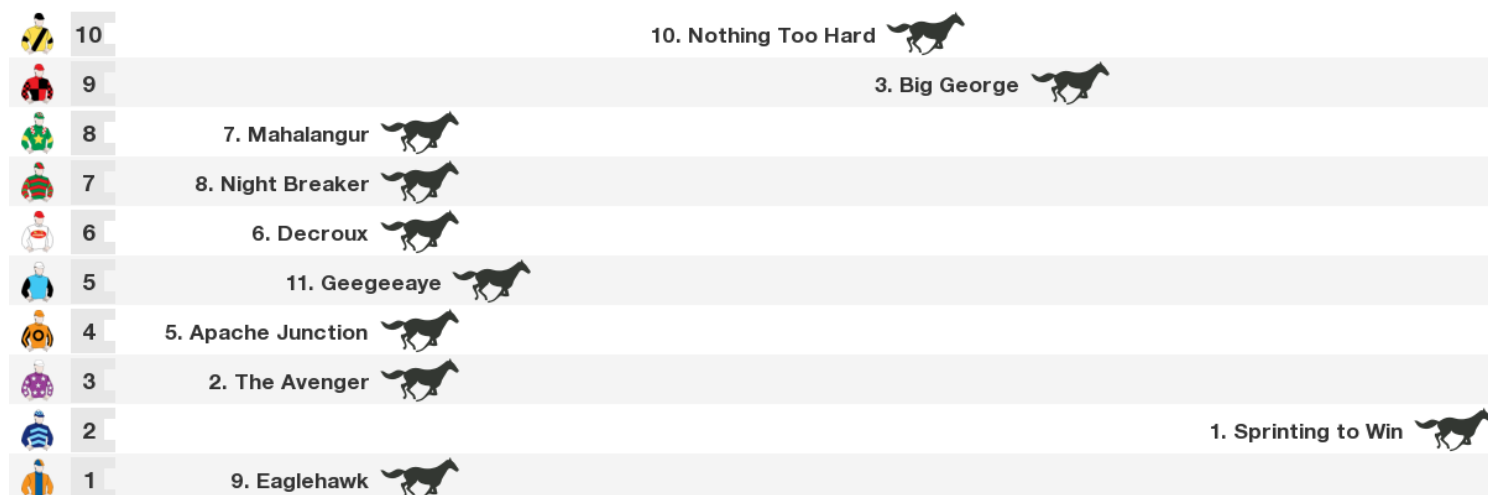 10 10. Nothing Too Hard
9 3. Big George
8 7. Mahalangur
7 8. Night Breaker
6 6. Decroux
5 11. Geegeeaye
4 5. Apache Junction
3 2. The Avenger
2 1. Sprinting to Win
1 9. Eaglehawk